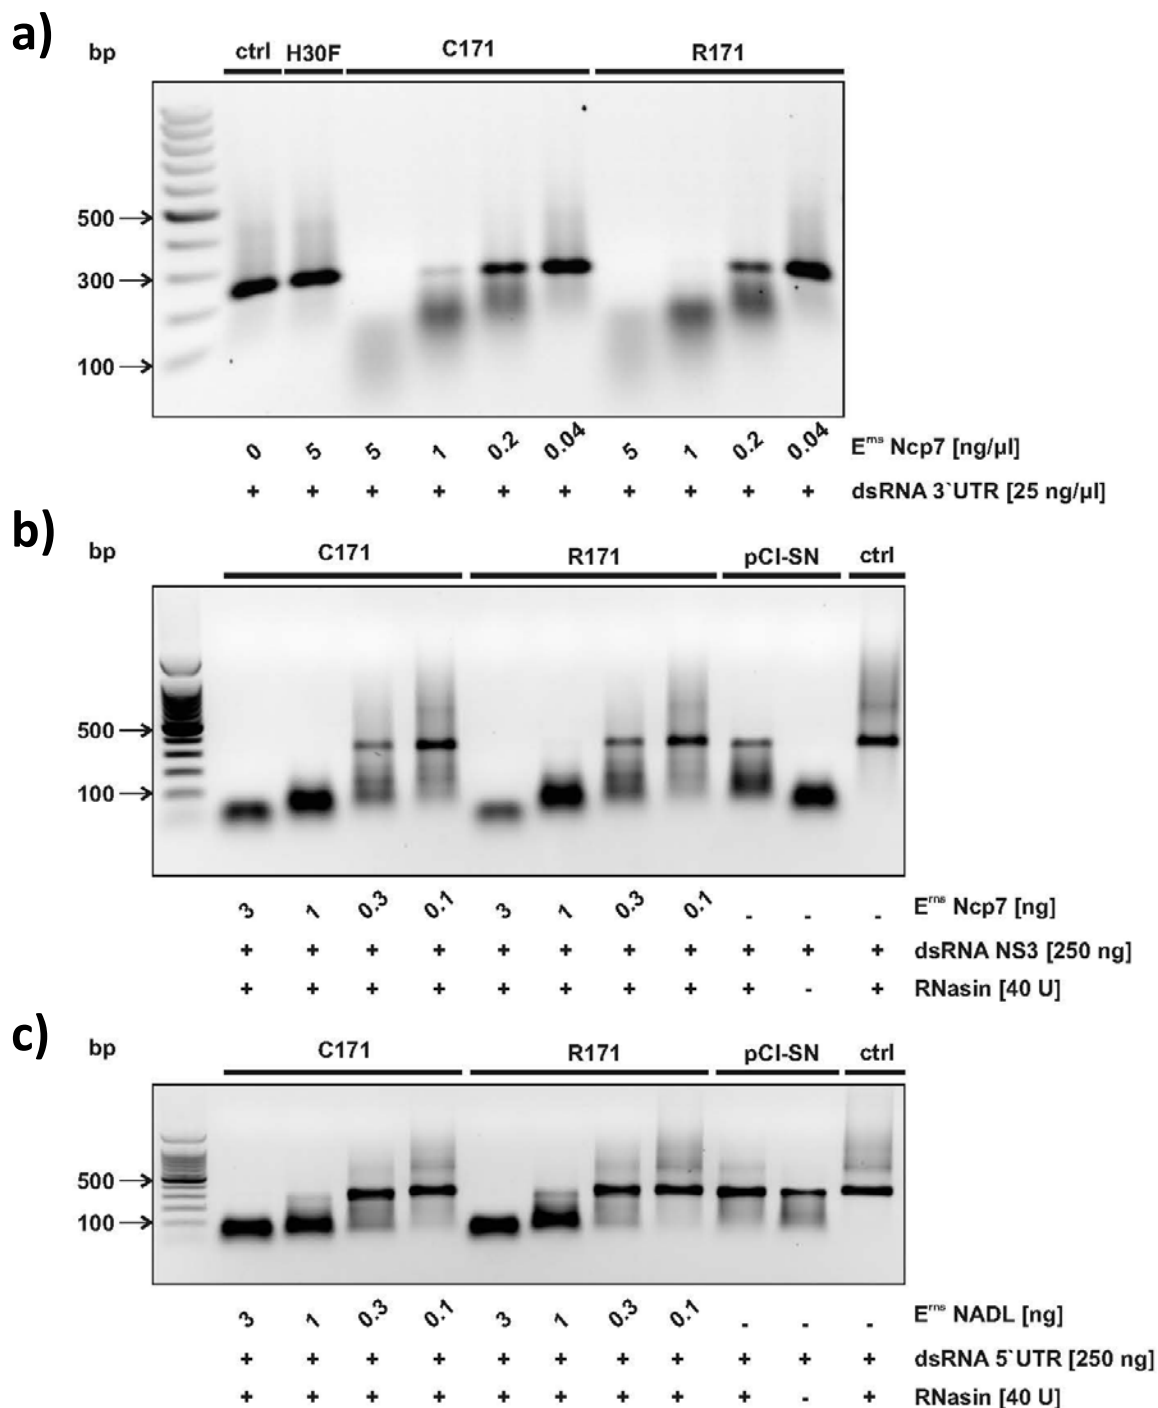 a)
bp ctrl H30F C171 R171
500
300
100
0 5 5 1 0.2 0.04 5 1 0.2 0.04 Eʳⁿˢ Ncp7 [ng/µl]
+ + + + + + + + + + dsRNA 3`UTR [25 ng/µl]
b)
bp C171 R171 pCI-SN ctrl
500
100
3 1 0.3 0.1 3 1 0.3 0.1 - - - Eʳⁿˢ Ncp7 [ng]
+ + + + + + + + + + + dsRNA NS3 [250 ng]
+ + + + + + + + + - + RNasin [40 U]
c)
bp C171 R171 pCI-SN ctrl
500
100
3 1 0.3 0.1 3 1 0.3 0.1 - - - Eʳⁿˢ NADL [ng]
+ + + + + + + + + + + dsRNA 5`UTR [250 ng]
+ + + + + + + + + - + RNasin [40 U]